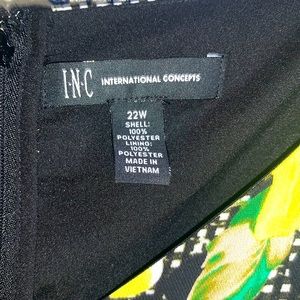 I·N·C INTERNATIONAL CONCEPTS
22W
SHELL:
100%
POLYESTER
LINING:
100%
POLYESTER
MADE IN
VIETNAM